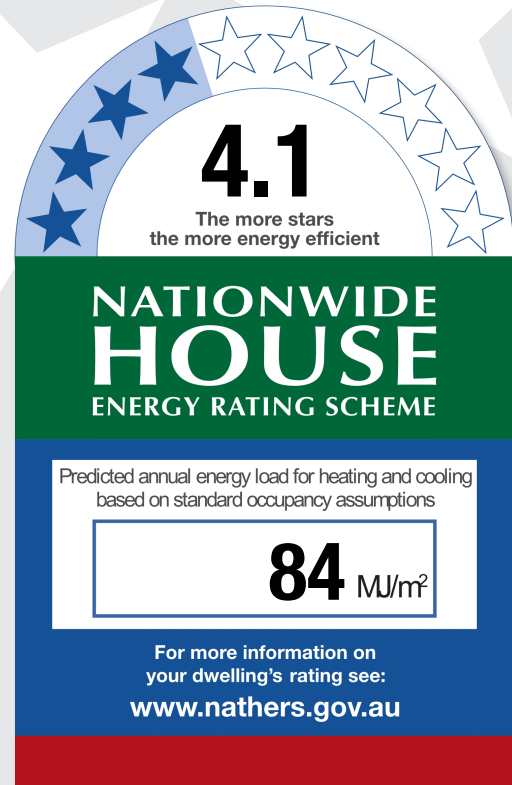 4.1
The more stars
the more energy efficient
NATIONWIDE
HOUSE
ENERGY RATING SCHEME
Predicted annual energy load for heating and cooling
based on standard occupancy assumptions
84 MJ/m²
For more information on
your dwelling's rating see:
www.nathers.gov.au